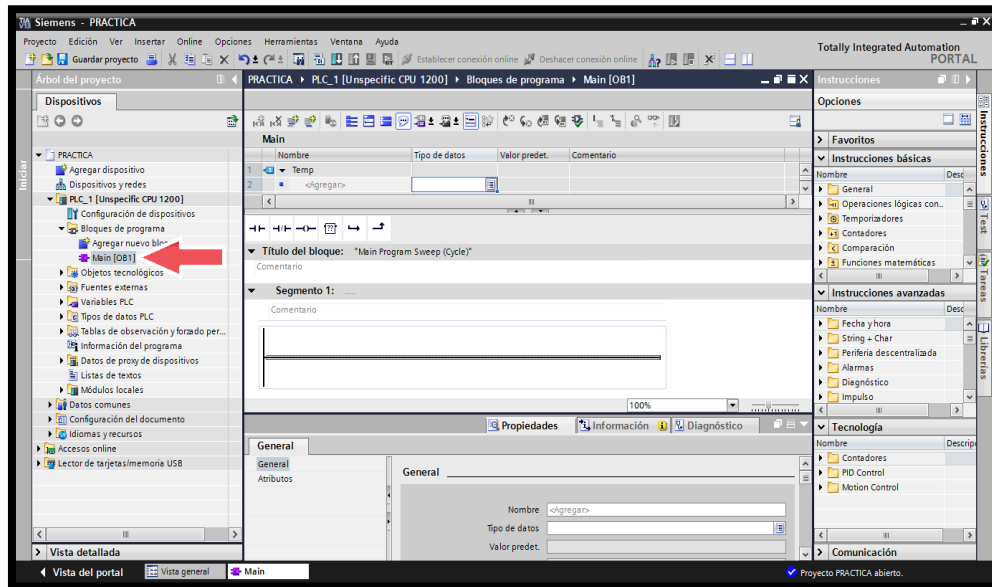 Siemens - PRACTICA
Proyecto Edición Ver Insertar Online Opciones Herramientas Ventana Ayuda
Guardar proyecto Establecer conexión online Deshacer conexión online
Totally Integrated Automation
PORTAL
Árbol del proyecto
Dispositivos
PRACTICA
Agregar dispositivo
Dispositivos y redes
PLC_1 [Unspecific CPU 1200]
Configuración de dispositivos
Bloques de programa
Agregar nuevo
Main [OB1]
Objetos tecnológicos
Fuentes externas
Variables PLC
Tipos de datos PLC
Tablas de observación y forzado per...
Información del programa
Datos de proxy de dispositivos
Listas de textos
Módulos locales
Datos comunes
Configuración del documento
Idiomas y recursos
Accesos online
Lector de tarjetas/memoria USB
Vista detallada
Iniciar
PRACTICA PLC_1 [Unspecific CPU 1200] Bloques de programa Main [OB1]
Main
Nombre Tipo de datos Valor predet. Comentario
1 Temp
2 <Agregar>
Título del bloque: "Main Program Sweep (Cycle)"
Comentario
Segmento 1: .....
Comentario
100%
Propiedades Información Diagnóstico
General
General
Atributos
General
Nombre <Agregar>
Tipo de datos
Valor predet.
Instrucciones
Opciones
Favoritos
Instrucciones básicas
Nombre Desc
General
Operaciones lógicas con..
Temporizadores
Contadores
Comparación
Funciones matemáticas
Instrucciones avanzadas
Nombre Desc
Fecha y hora
String + Char
Periferia descentralizada
Alarmas
Diagnóstico
Impulso
Tecnología
Nombre Descrip
Contadores
PID Control
Motion Control
Comunicación
Instrucciones
Test
Tareas
Librerías
Vista del portal Vista general Main
Proyecto PRACTICA abierto.